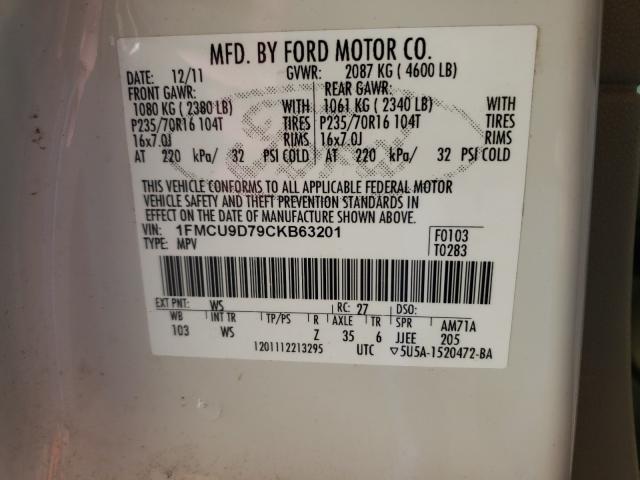 MFD. BY FORD MOTOR CO.
DATE: 12/11 GVWR: 2087 KG ( 4600 LB)
FRONT GAWR: REAR GAWR:
1080 KG ( 2380 LB) WITH 1061 KG ( 2340 LB) WITH
P235/70R16 104T TIRES P235/70R16 104T TIRES
16x7.0J RIMS 16x7.0J RIMS
AT 220 kPa/ 32 PSI COLD AT 220 kPa/ 32 PSI COLD
THIS VEHICLE CONFORMS TO ALL APPLICABLE FEDERAL MOTOR
VEHICLE SAFETY AND THEFT PREVENTION STANDARDS IN
EFFECT ON THE DATE OF MANUFACTURE SHOWN ABOVE.
VIN: 1FMCU9D79CKB63201 F0103
TYPE: MPV T0283
EXT PNT: WS RC: 27 DSO:
WB INT TR TP/PS R AXLE TR SPR AM71A
103 WS Z 35 6 JJEE 205
1201112213295 UTC ▽5U5A-1520472-BA